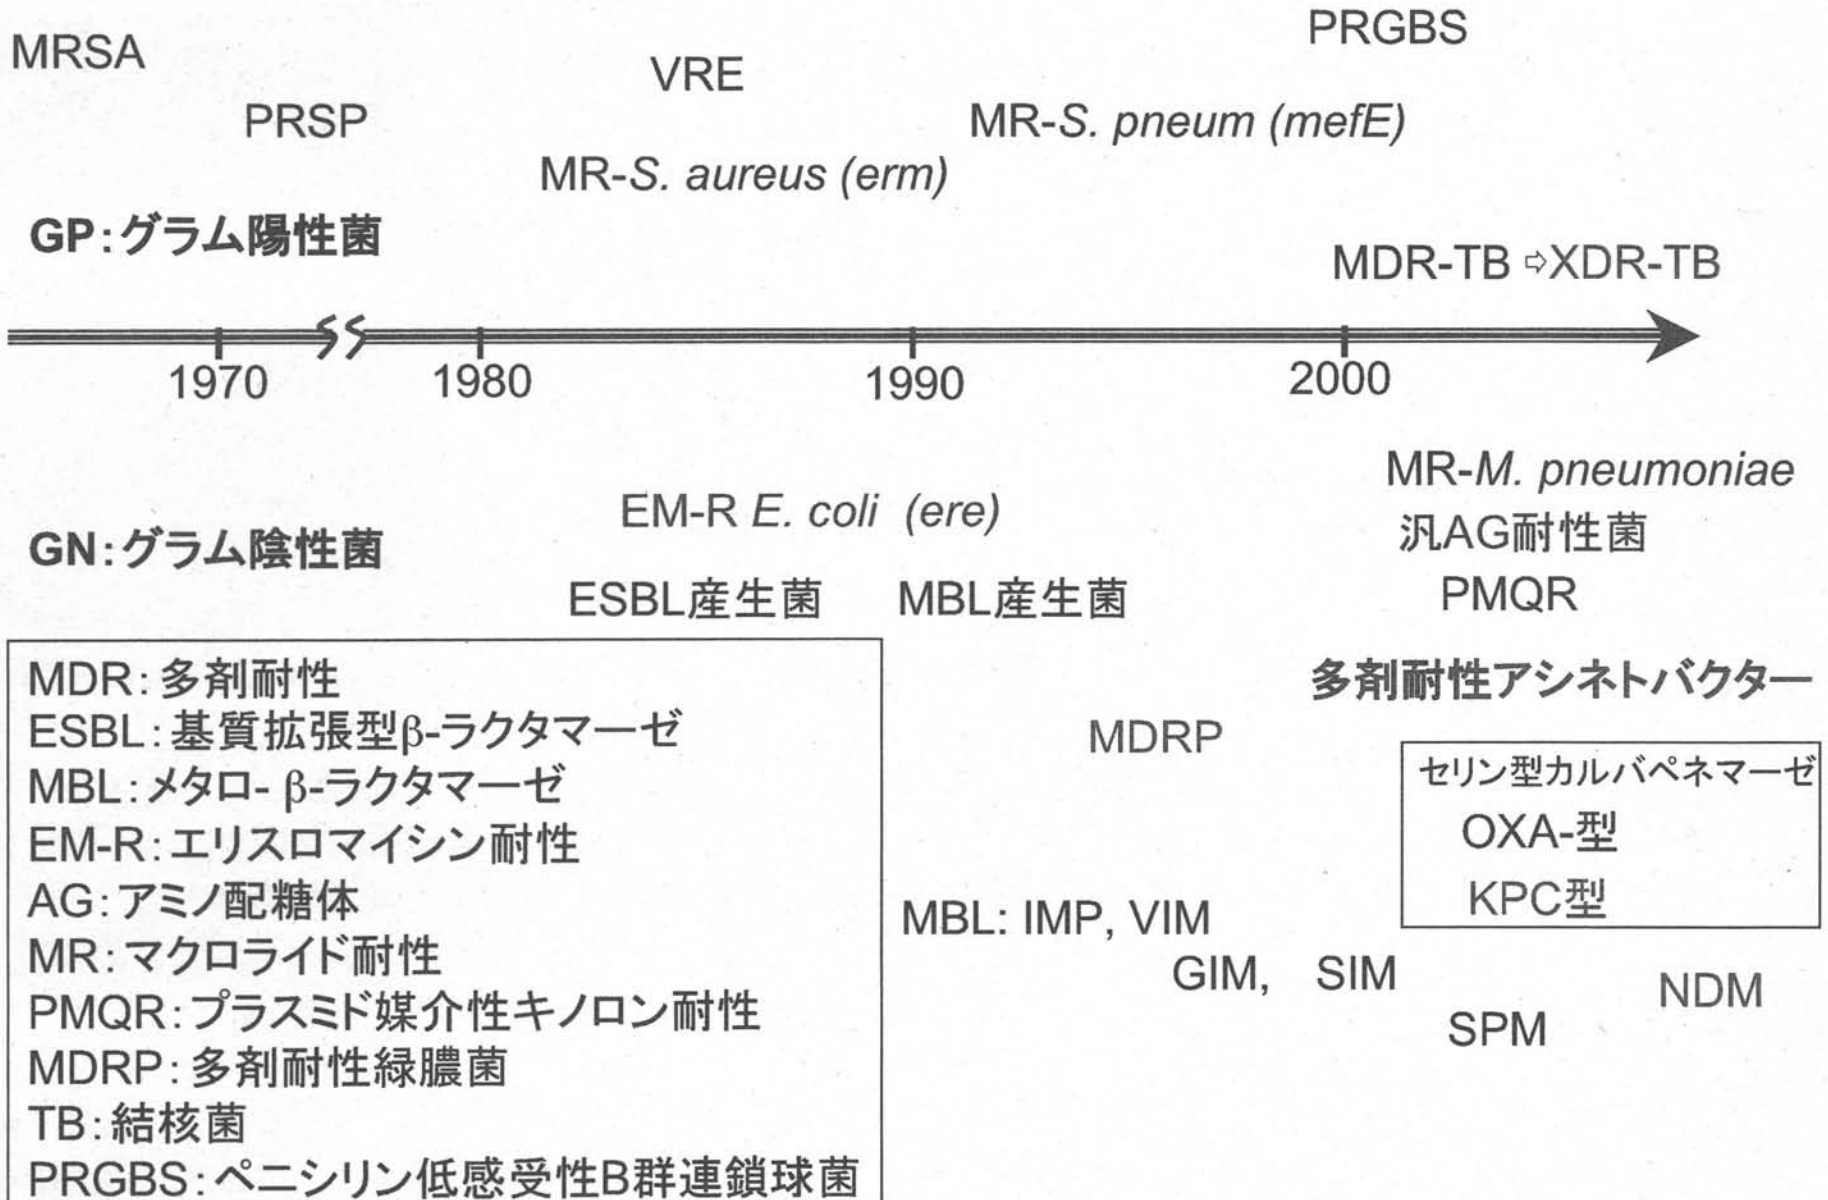 PRGBS
MRSA
VRE
PRSP
MR-S. pneum (mefE)
MR-S. aureus (erm)
GP:グラム陽性菌
MDR-TB ⇨XDR-TB
1970
1980
1990
2000
MR-M. pneumoniae
EM-R E. coli (ere)
汎AG耐性菌
GN:グラム陰性菌
ESBL産生菌
MBL産生菌
PMQR
多剤耐性アシネトバクター
MDRP
セリン型カルバペネマーゼ
OXA-型
KPC型
MBL: IMP, VIM
GIM, SIM
NDM
SPM
MDR:多剤耐性
ESBL:基質拡張型β-ラクタマーゼ
MBL:メタロ- β-ラクタマーゼ
EM-R:エリスロマイシン耐性
AG:アミノ配糖体
MR:マクロライド耐性
PMQR:プラスミド媒介性キノロン耐性
MDRP:多剤耐性緑膿菌
TB:結核菌
PRGBS:ペニシリン低感受性B群連鎖球菌